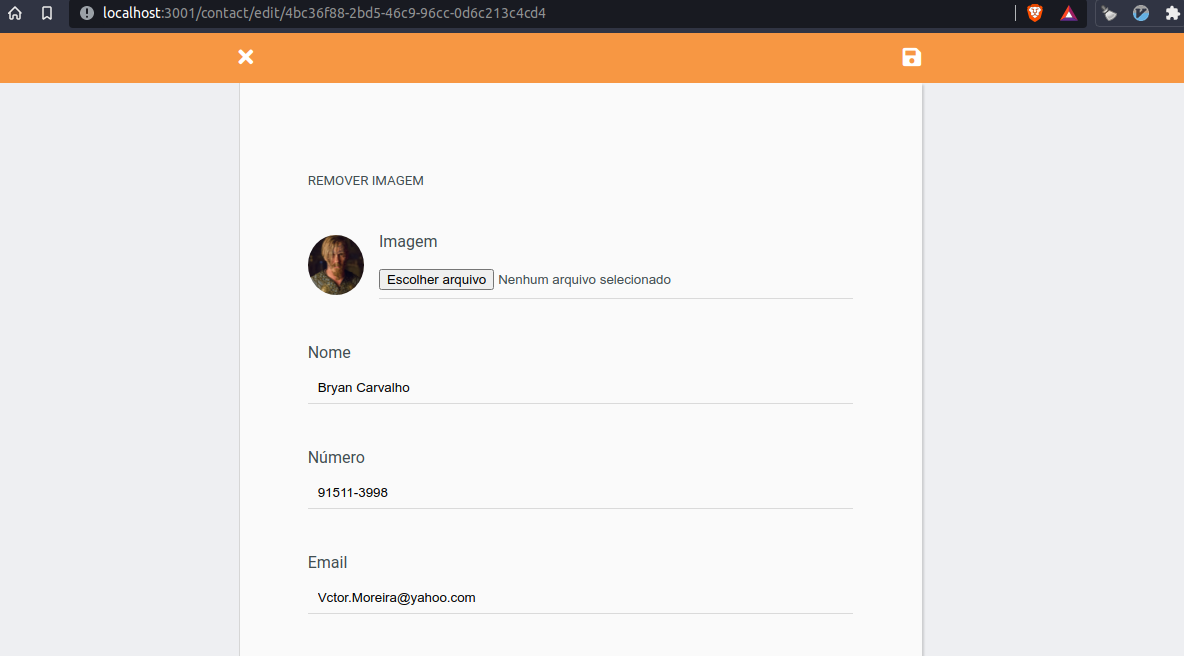 localhost:3001/contact/edit/4bc36f88-2bd5-46c9-96cc-0d6c213c4cd4
REMOVER IMAGEM
Imagem
Escolher arquivo Nenhum arquivo selecionado
Nome
Bryan Carvalho
Número
91511-3998
Email
Vctor.Moreira@yahoo.com